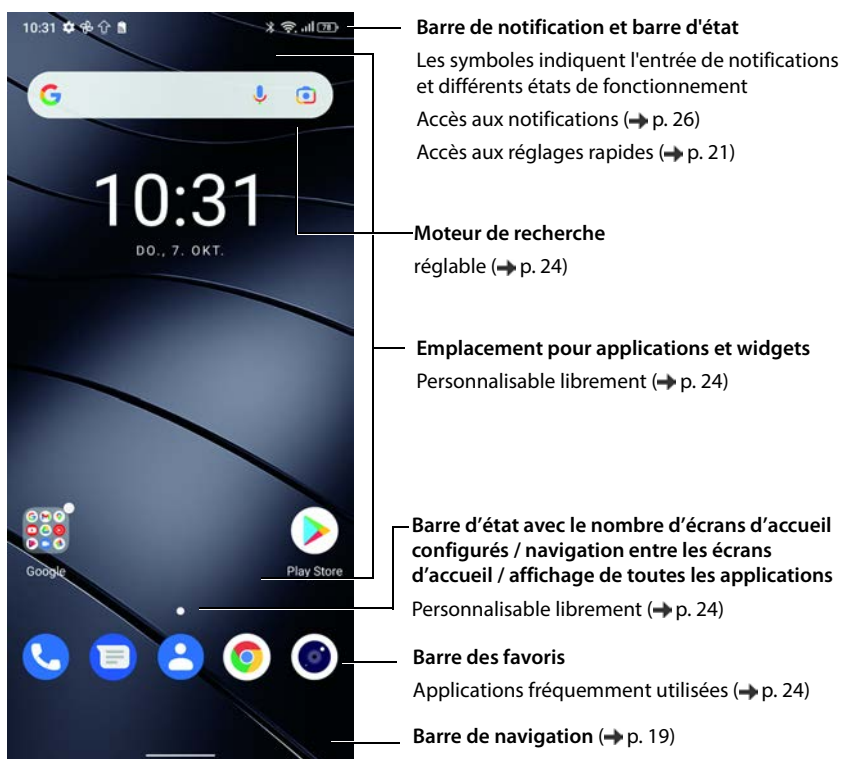 10:31
78
Barre de notification et barre d'état
Les symboles indiquent l'entrée de notifications
et différents états de fonctionnement
Accès aux notifications (➔ p. 26)
Accès aux réglages rapides (➔ p. 21)
10:31
DO., 7. OKT.
Moteur de recherche
réglable (➔ p. 24)
Emplacement pour applications et widgets
Personnalisable librement (➔ p. 24)
Google
Play Store
Barre d’état avec le nombre d’écrans d’accueil
configurés / navigation entre les écrans
d’accueil / affichage de toutes les applications
Personnalisable librement (➔ p. 24)
Barre des favoris
Applications fréquemment utilisées (➔ p. 24)
Barre de navigation (➔ p. 19)